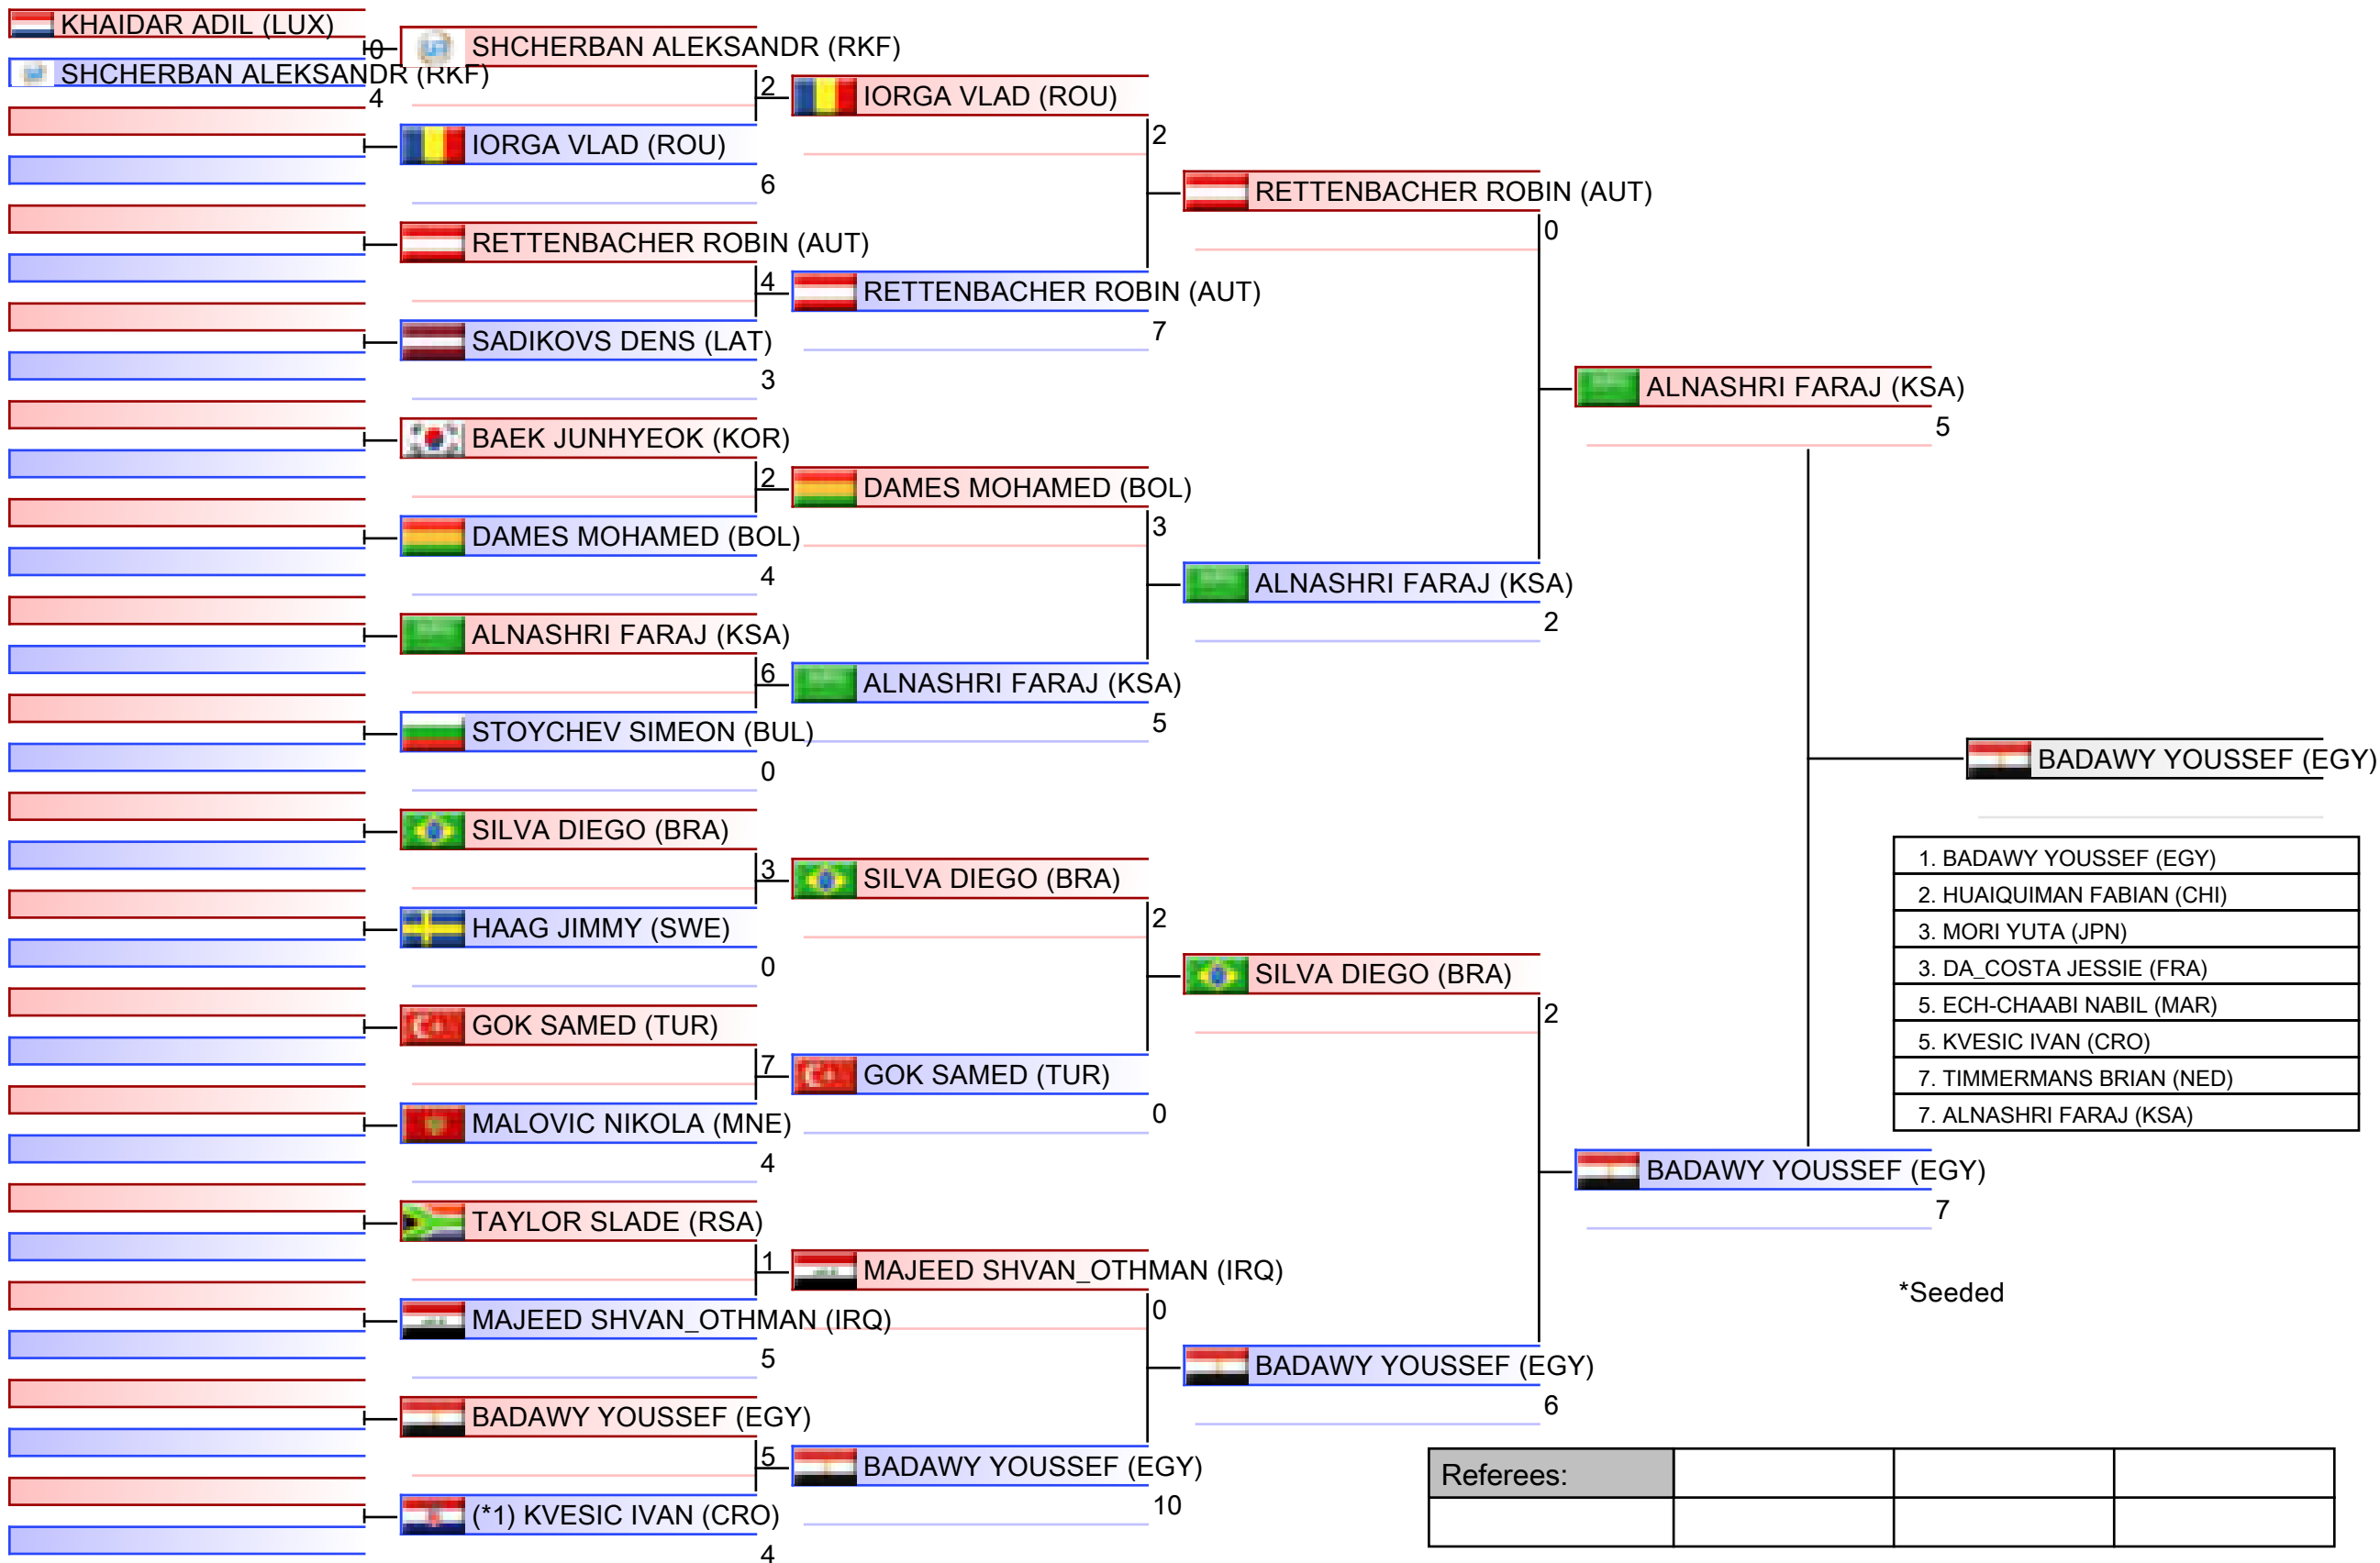 KHAIDAR ADIL (LUX)
0
SHCHERBAN ALEKSANDR (RKF)
4
SHCHERBAN ALEKSANDR (RKF)
2
IORGA VLAD (ROU)
6
RETTENBACHER ROBIN (AUT)
4
SADIKOVS DENS (LAT)
3
BAEK JUNHYEOK (KOR)
2
DAMES MOHAMED (BOL)
4
ALNASHRI FARAJ (KSA)
6
STOYCHEV SIMEON (BUL)
0
SILVA DIEGO (BRA)
3
HAAG JIMMY (SWE)
0
GOK SAMED (TUR)
7
MALOVIC NIKOLA (MNE)
4
TAYLOR SLADE (RSA)
1
MAJEED SHVAN_OTHMAN (IRQ)
5
BADAWY YOUSSEF (EGY)
5
(*1) KVESIC IVAN (CRO)
4
IORGA VLAD (ROU)
2
RETTENBACHER ROBIN (AUT)
7
DAMES MOHAMED (BOL)
3
ALNASHRI FARAJ (KSA)
5
SILVA DIEGO (BRA)
2
GOK SAMED (TUR)
0
MAJEED SHVAN_OTHMAN (IRQ)
0
BADAWY YOUSSEF (EGY)
10
RETTENBACHER ROBIN (AUT)
0
ALNASHRI FARAJ (KSA)
2
SILVA DIEGO (BRA)
2
BADAWY YOUSSEF (EGY)
6
ALNASHRI FARAJ (KSA)
5
BADAWY YOUSSEF (EGY)
7
BADAWY YOUSSEF (EGY)
1. BADAWY YOUSSEF (EGY)
2. HUAIQUIMAN FABIAN (CHI)
3. MORI YUTA (JPN)
3. DA_COSTA JESSIE (FRA)
5. ECH-CHAABI NABIL (MAR)
5. KVESIC IVAN (CRO)
7. TIMMERMANS BRIAN (NED)
7. ALNASHRI FARAJ (KSA)
*Seeded
Referees: